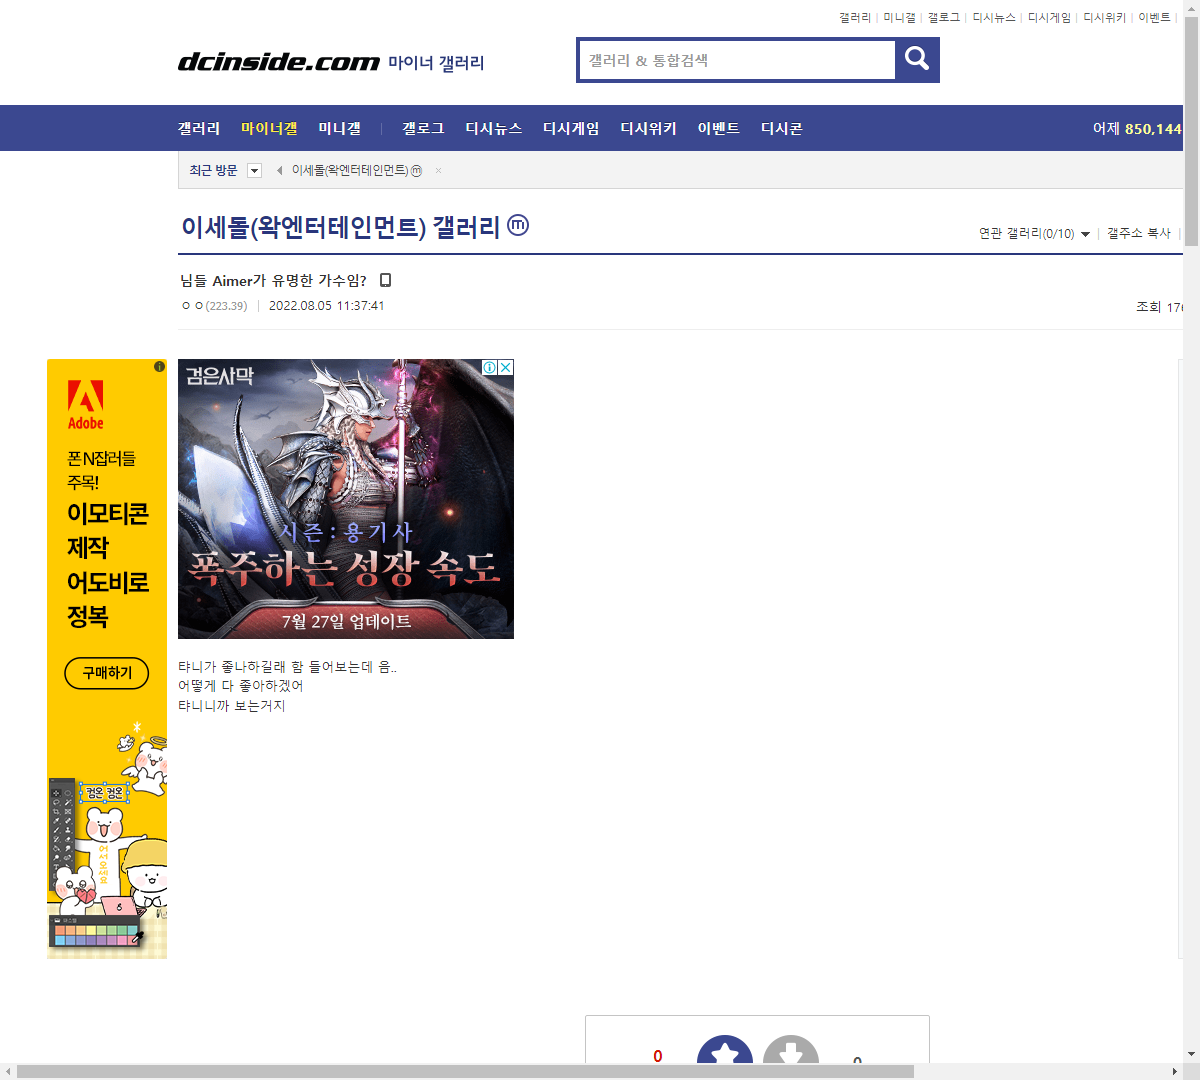 갤러리 | 미니갤 | 갤로그 | 디시뉴스 | 디시게임 | 디시위키 | 이벤트 |
dcinside.com 마이너 갤러리
갤러리 & 통합검색
갤러리 마이너갤 미니갤 | 갤로그 디시뉴스 디시게임 디시위키 이벤트 디시콘
어제 850,144
최근 방문 이세돌(왁엔터테인먼트)ⓜ ×
이세돌(왁엔터테인먼트) 갤러리 ⓜ
연관 갤러리(0/10) | 갤주소 복사 |
님들 Aimer가 유명한 가수임?
ㅇㅇ(223.39) | 2022.08.05 11:37:41
조회 176
Adobe
폰 N잡러들
주목!
이모티콘
제작
어도비로
정복
구매하기
컴온 컴온
어서오세요
검은사막
시즌 : 용기사
폭주하는 성장 속도
7월 27일 업데이트
탸니가 좋나하길래 함 들어보는데 음..
어떻게 다 좋아하겠어
탸니니까 보는거지
0
0